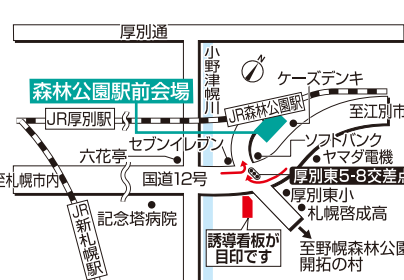 厚別通
小野津幌川
ケーズデンキ
森林公園駅前会場
JR森林公園駅
至江別市
JR厚別駅
セブンイレブン
ソフトバンク
六花亭
ヤマダ電機
至札幌市内
国道12号
厚別東5-8交差点
厚別東小
札幌啓成高
記念塔病院
JR新札幌駅
誘導看板が
目印です
至野幌森林公園
開拓の村